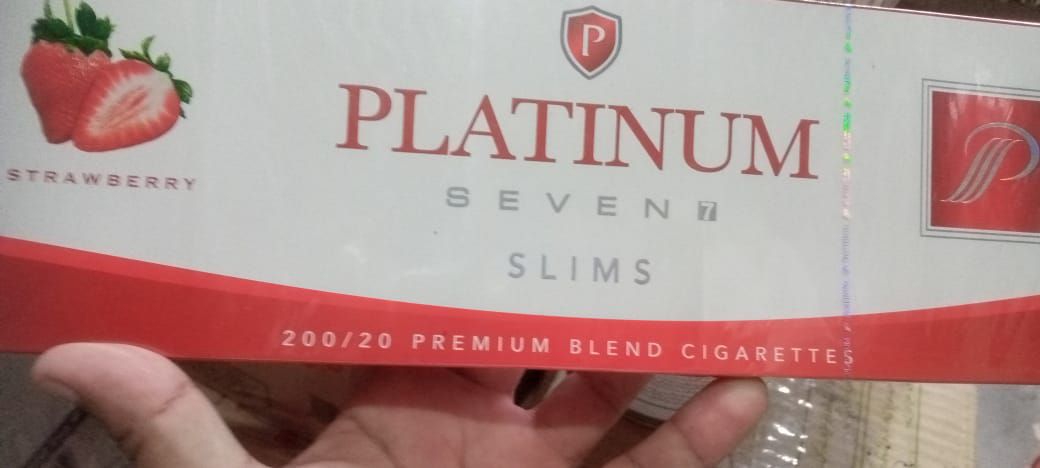 P
PLATINUM
SEVEN 7
SLIMS
STRAWBERRY
P
200/20 PREMIUM BLEND CIGARETTES